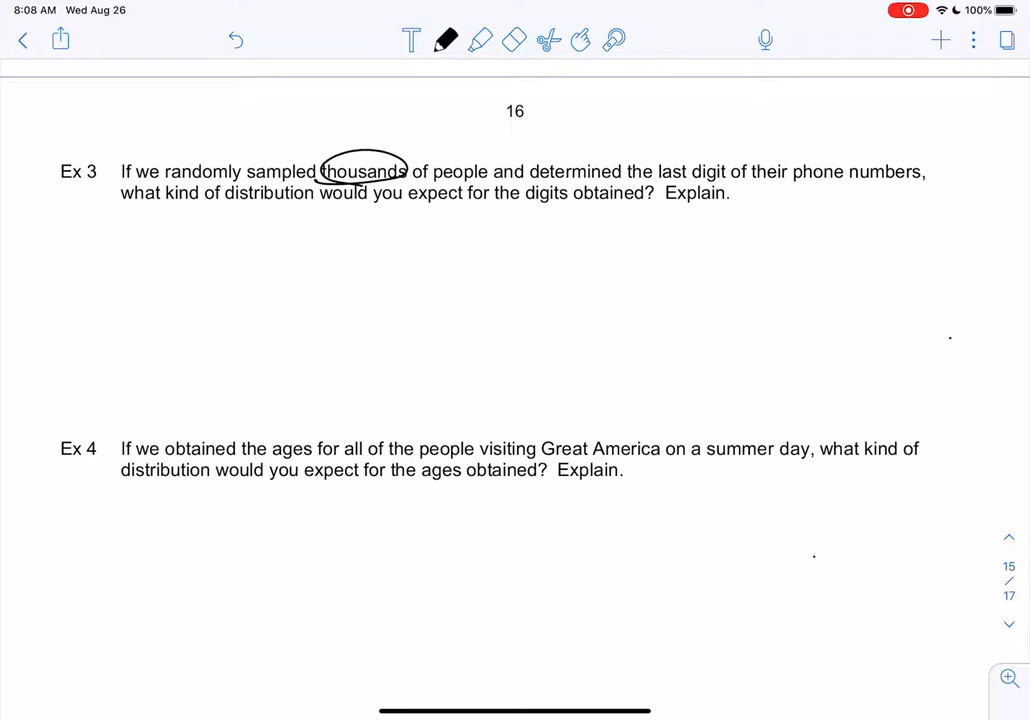 8:08 AM Wed Aug 26
100%
T
16
Ex 3 If we randomly sampled thousands of people and determined the last digit of their phone numbers,
what kind of distribution would you expect for the digits obtained? Explain.
Ex 4 If we obtained the ages for all of the people visiting Great America on a summer day, what kind of
distribution would you expect for the ages obtained? Explain.
15
/
17